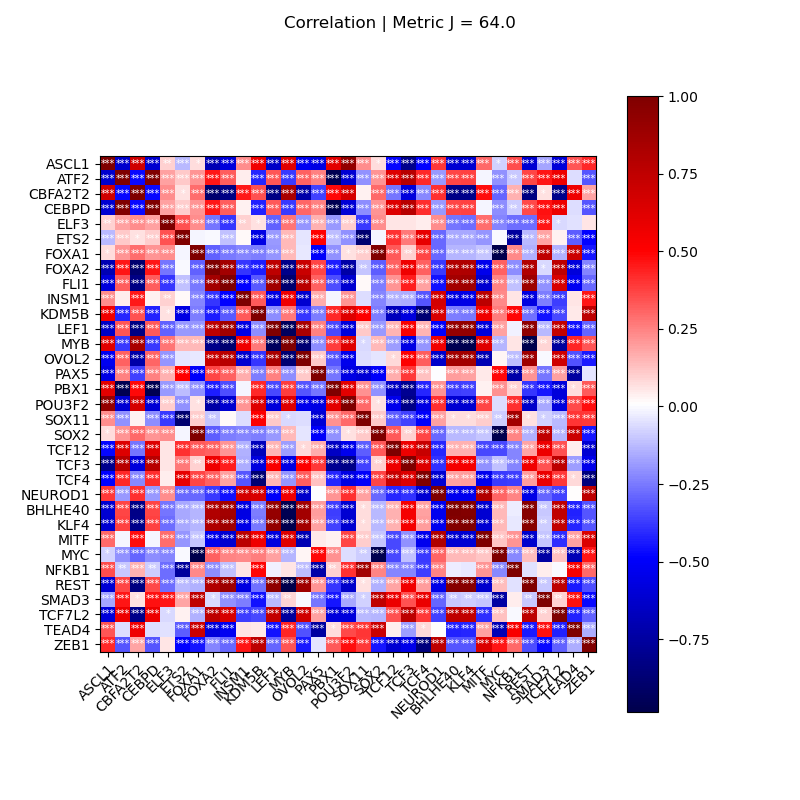 Correlation | Metric J = 64.0
ASCL1
ATF2
CBFA2T2
CEBPD
ELF3
ETS2
FOXA1
FOXA2
FLI1
INSM1
KDM5B
LEF1
MYB
OVOL2
PAX5
PBX1
POU3F2
SOX11
SOX2
TCF12
TCF3
TCF4
NEUROD1
BHLHE40
KLF4
MITF
MYC
NFKB1
REST
SMAD3
TCF7L2
TEAD4
ZEB1
ASCL1
ATF2
CBFA2T2
CEBPD
ELF3
ETS2
FOXA1
FOXA2
FLI1
INSM1
KDM5B
LEF1
MYB
OVOL2
PAX5
PBX1
POU3F2
SOX11
SOX2
TCF12
TCF3
TCF4
NEUROD1
BHLHE40
KLF4
MITF
MYC
NFKB1
REST
SMAD3
TCF7L2
TEAD4
ZEB1
1.00
0.75
0.50
0.25
0.00
−0.25
−0.50
−0.75